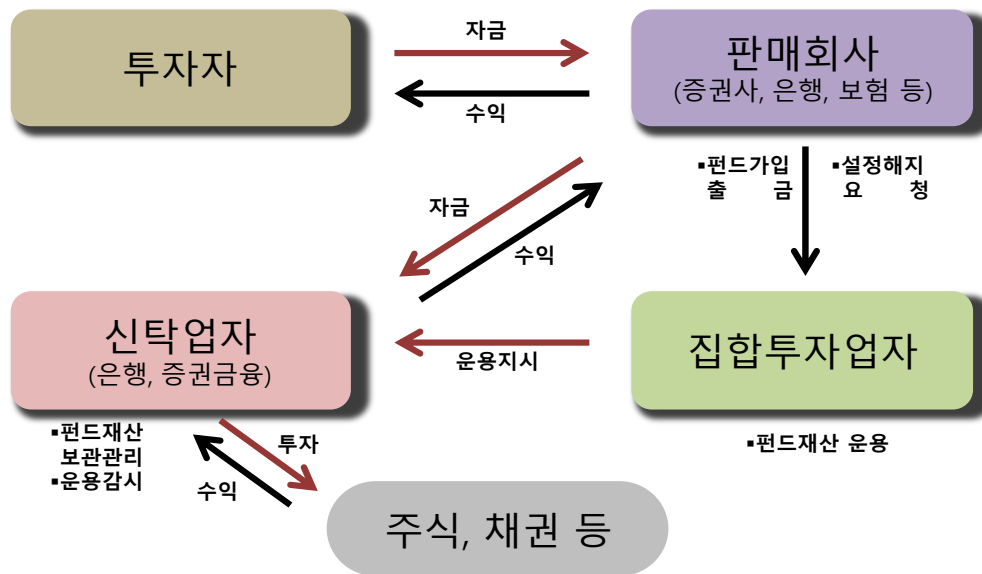 투자자
자금
수익
판매회사
(증권사, 은행, 보험 등)
▪펀드가입
출 금
▪설정해지
요 청
자금
수익
신탁업자
(은행, 증권금융)
운용지시
집합투자업자
▪펀드재산
보관관리
▪운용감시
투자
수익
▪펀드재산 운용
주식, 채권 등